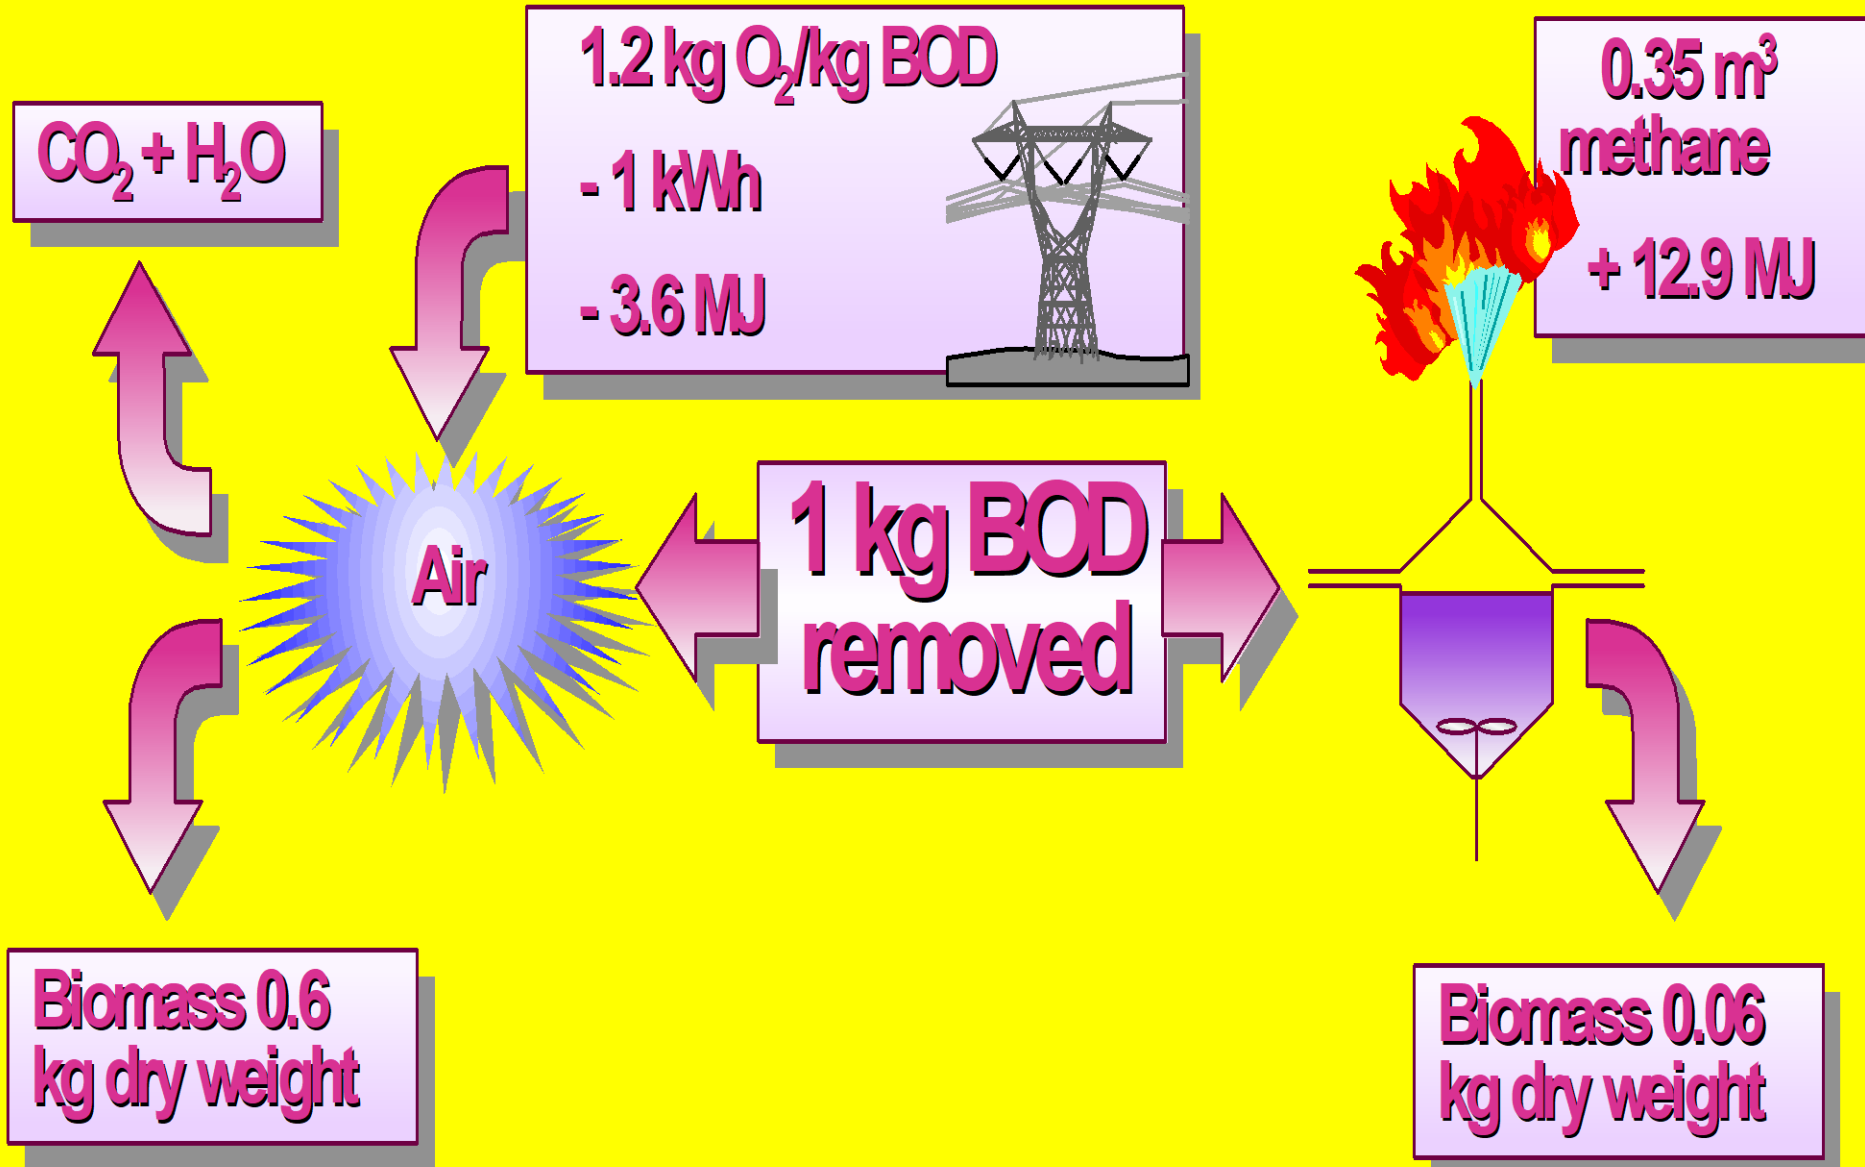 CO₂ + H₂O
1.2 kg O₂/kg BOD
- 1 kWh
- 3.6 MJ
0.35 m³
methane
+ 12.9 MJ
Air
1 kg BOD
removed
Biomass 0.6
kg dry weight
Biomass 0.06
kg dry weight